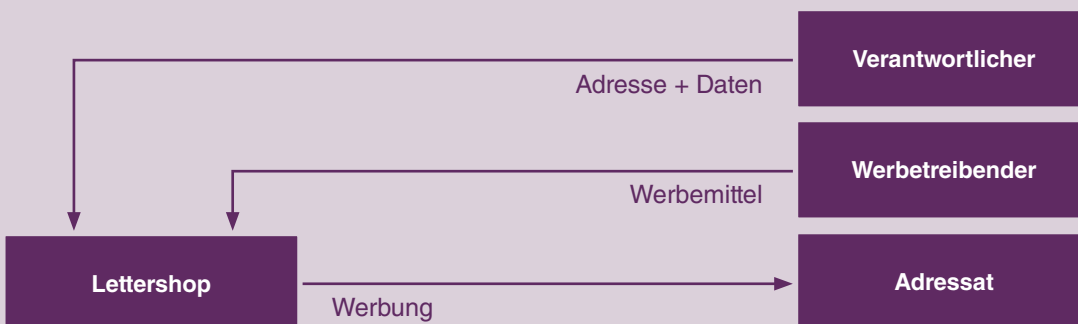 Verantwortlicher
Adresse + Daten
Werbetreibender
Werbemittel
Lettershop
Adressat
Werbung